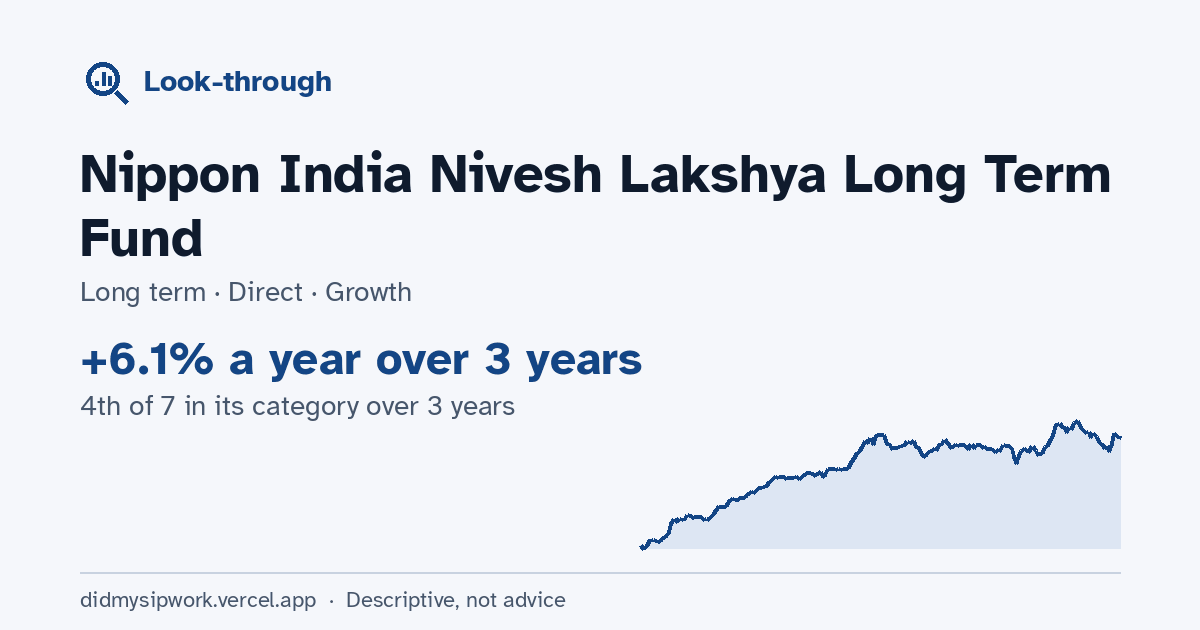 Look-through
Nippon India Nivesh Lakshya Long Term
Fund
Long term · Direct · Growth
+6.1% a year over 3 years
4th of 7 in its category over 3 years
didmysipwork.vercel.app · Descriptive, not advice